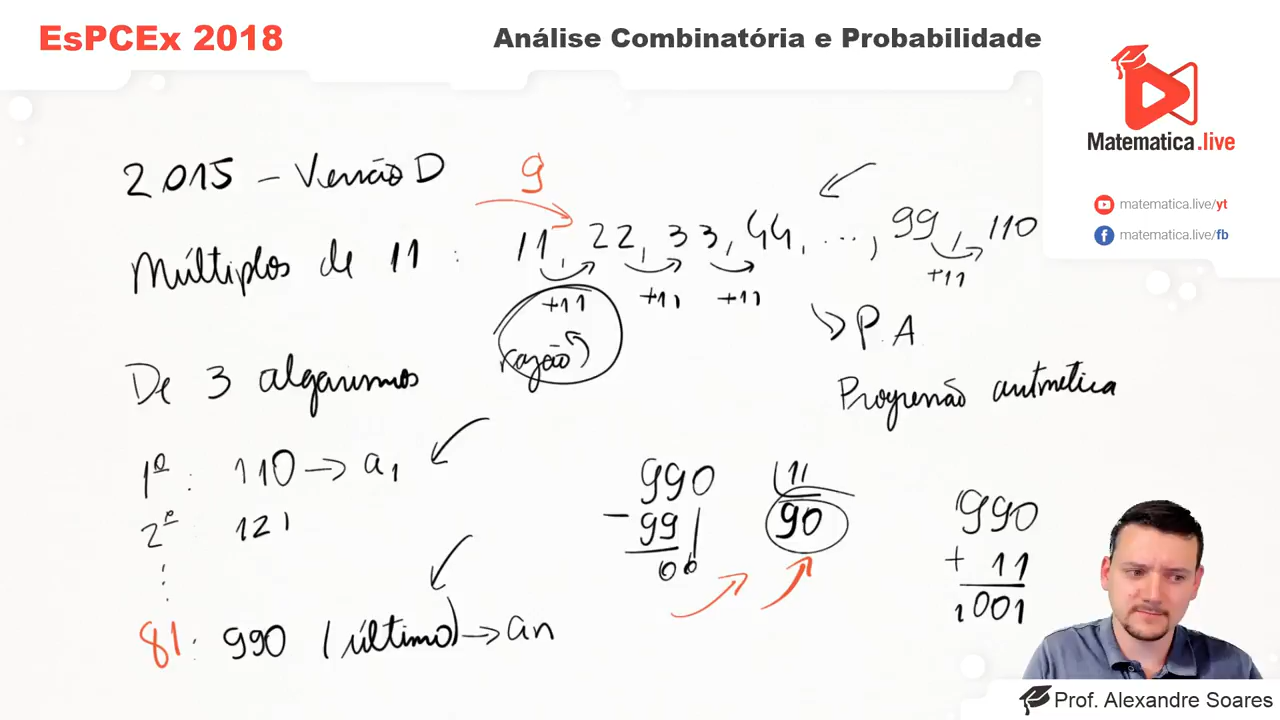 EsPCEx 2018
Análise Combinatória e Probabilidade
Matematica.live
matematica.live/yt
matematica.live/fb
2015 - Versão D
9
Múltiplos de 11 : 11, 22, 33, 44, ..., 99, 110
+11 +11 +11 +11
razão
P.A
Progressão aritmética
De 3 algarismos
1º : 110 → a1
2º : 121
⋮
81 : 990 (último) → an
990 11
- 99 90
00
990
+ 11
1001
Prof. Alexandre Soares